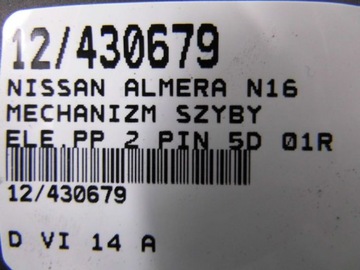 12/430679
NISSAN ALMERA N16
MECHANIZM SZYBY
ELE.PP 2 PIN 5D 01R
12/430679
D VI 14 A